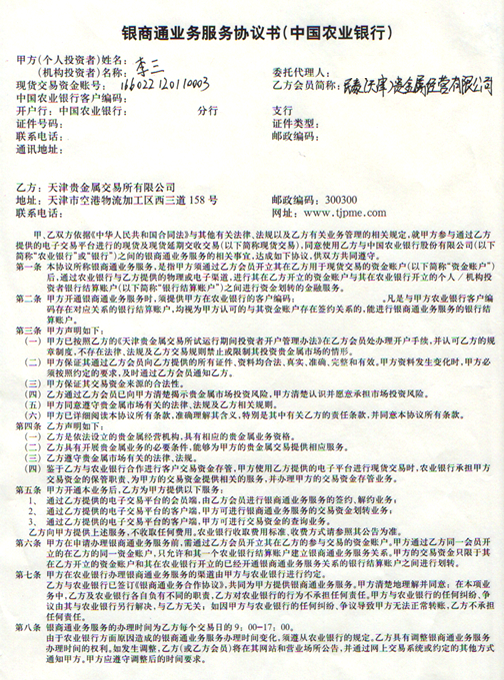 银商通业务服务协议书(中国农业银行)
甲方(个人投资者)姓名:
(机构投资者)名称: 李三 委托代理人:
现货交易资金账号: 166022120110003 乙方会员简称: 泰(天津)贵金属经营有限公司
中国农业银行客户编码:
开户行: 中国农业银行: 分行 支行
证件号码: 证件类型:
联系电话: 邮政编码:
通讯地址:
乙方: 天津贵金属交易所有限公司
地址: 天津市空港物流加工区西三道 158 号 邮政编码: 300300
联系电话: 网址: www.tjpme.com
甲、乙双方依据《中华人民共和国合同法》与其他有关法律、法规以及乙方有关业务管理的相关规定,就甲方参与通过乙方
提供的电子交易平台进行的现货及现货延期交收交易(以下简称现货交易),同意使用乙方与中国农业银行股份有限公司(以下
简称"农业银行"或"银行")之间的银商通业务服务的相关事宜,达成如下协议,供双方共同遵守。
第一条 本协议所称银商通业务服务,是指甲方须通过乙方会员开立其在乙方用于现货交易的资金账户(以下简称"资金账户")
后,通过农业银行与乙方的物理或电子渠道,进行其在乙方开立的资金账户与其在农业银行开立的个人/机构投
资者银行结算账户(以下简称"银行结算账户")之间进行资金划转的金融服务。
第二条 甲方开通银商通业务服务时,须提供甲方在农业银行的客户编码; ,凡是与甲方农业银行客户编
码存在对应关系的银行结算账户,均视为甲方认可的与其资金账户存在签约关系的,能进行银商通业务服务的银行结
算账户。
第三条 甲方声明如下:
(一) 甲方已按照乙方的《天津贵金属交易所试运行期间投资者开户管理办法》在乙方会员处办理开户手续,并认可乙方的规
章制度,不存在法律、法规及乙方交易规则禁止或限制其投资贵金属市场的情形。
(二) 甲方保证其通过乙方会员向乙方提供的所有证件、资料均合法、真实、准确、完整和有效。甲方资料发生变化时,甲方必
须按照约定的要求,及时通过乙方会员通知乙方。
(三) 甲方保证其交易资金来源的合法性。
(四) 乙方通过乙方会员已向甲方清楚揭示贵金属市场投资风险,甲方清楚认识并愿意承担市场投资风险。
(五) 甲方同意遵守贵金属市场有关的法律、法规及乙方相关规则。
(六) 甲方已详细阅读本协议所有条款,准确理解其含义,特别是其中有关乙方的责任条款,并同意本协议所有条款。
第四条 乙方声明如下:
(一) 乙方是依法设立的贵金属经营机构,具有相应的贵金属业务资格。
(二) 乙方具有开展贵金属业务的必要条件,能够为甲方的贵金属交易提供相应服务。
(三) 乙方遵守贵金属市场有关的法律、法规。
(四) 鉴于乙方与农业银行合作进行客户交易资金存管,甲方使用乙方提供的电子平台进行现货交易时,农业银行承担甲方
交易资金的保管职责,为甲方的交易资金提供相关的服务,并办理甲方的交易资金存管业务。
第五条 甲方开通本业务后,乙方为甲方提供以下服务:
1、 通过乙方提供的电子交易平台的会员端,由乙方会员进行银商通业务服务的签约、解约业务;
2、 通过乙方提供的电子交易平台的客户端,甲方可进行银商通业务服务的交易资金划转业务;
3、 通过乙方提供的电子交易平台的客户端,甲方可进行交易资金的查询业务。
乙方向甲方提供上述服务,不收取任何费用,农业银行收取费用标准、收费方式请参照其公告为准。
第六条 甲方在申请办理银商通业务服务前,需通过乙方会员开立其在乙方的参与交易的资金账户。甲方通过乙方同一会员开
立的在乙方的同一资金账户,只允许和其一个农业银行结算账户建立银商通业务服务关系。甲方的交易资金只限于其
在乙方开立的资金账户和其在农业银行开立的已经开通银商通业务服务关系的银行结算账户之间进行划转。
第七条 甲方在农业银行办理银商通业务服务的渠道由甲方与农业银行进行约定。
乙方与农业银行已签订《银商通业务合作协议》,共同为甲方提供银商通业务服务,甲方清楚地理解并同意:在本项业
务中,乙方及农业银行各自负有不同的职责,乙方对农业银行的行为不承担任何责任。甲方与农业银行的任何纠纷、争
议由其与农业银行另行解决,与乙方无关;如因甲方与农业银行的任何纠纷、争议导致甲方无法正常转账,乙方不承担
任何责任。
第八条 银商通业务服务的办理时间为乙方每个交易日的 9:00-17:00。
由于农业银行方面原因造成的银商通业务服务办理时间变化,须遵从农业银行的规定。乙方具有调整银商通业务服务
办理时间的权利。如发生调整,乙方(或乙方会员)将在其网站和营业场所公告,并通过网上交易系统或约定的其他方式
通知甲方。甲方应遵守调整后的时间要求。